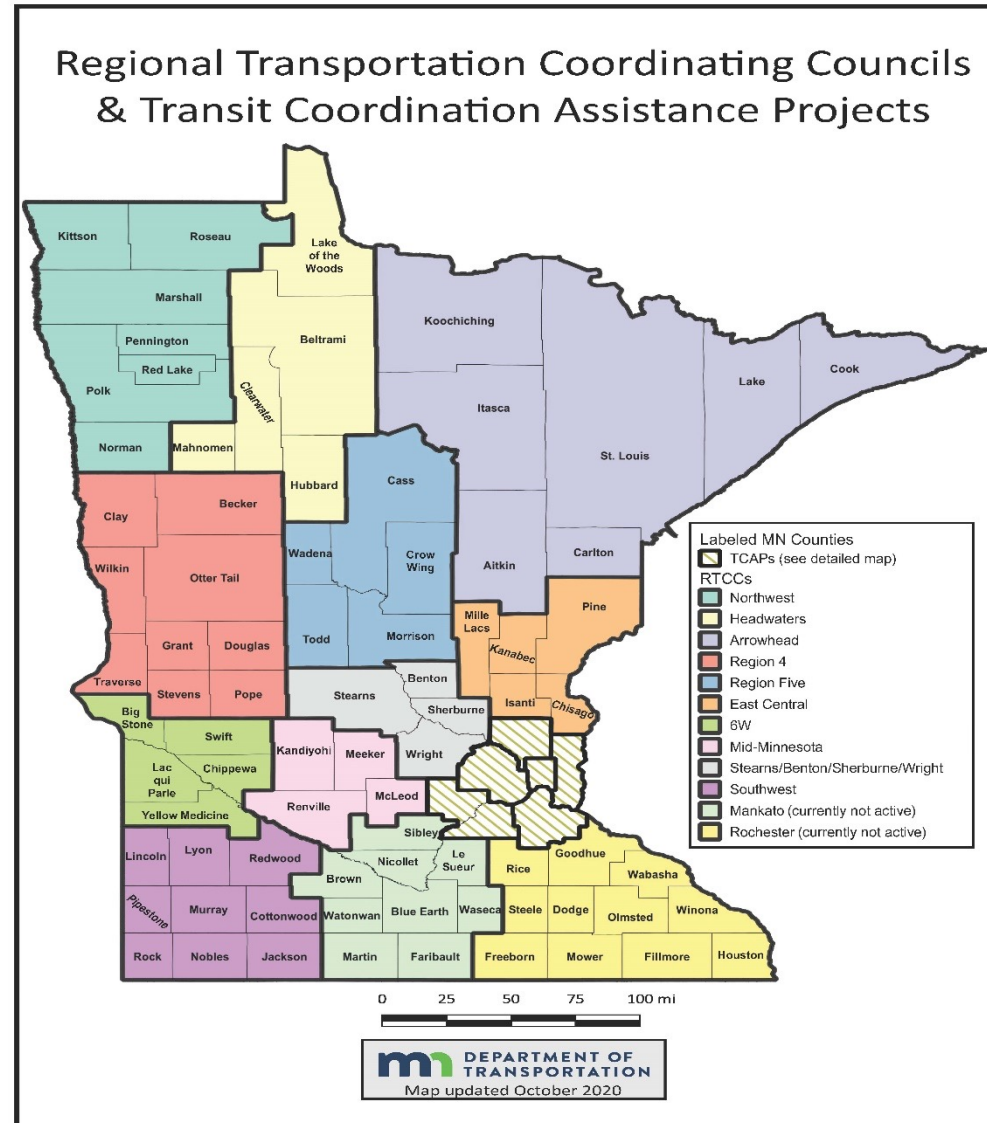 Regional Transportation Coordinating Councils
& Transit Coordination Assistance Projects
Kittson
Roseau
Lake
of the
Woods
Marshall
Koochiching
Pennington
Beltrami
Red Lake
Polk
Clearwater
Itasca
Lake
Cook
Norman
Mahnomen
St. Louis
Hubbard
Cass
Clay
Becker
Wadena
Crow
Wing
Aitkin
Carlton
Wilkin
Otter Tail
Pine
Mille
Lacs
Grant
Douglas
Todd
Morrison
Kanabec
Traverse
Stevens
Pope
Stearns
Benton
Isanti
Chisago
Sherburne
Big
Stone
Swift
Kandiyohi
Meeker
Wright
Lac
qui
Parle
Chippewa
McLeod
Renville
Yellow Medicine
Sibley
Lincoln
Lyon
Redwood
Nicollet
Le
Sueur
Rice
Goodhue
Wabasha
Brown
Pipestone
Murray
Cottonwood
Watonwan
Blue Earth
Waseca
Steele
Dodge
Olmsted
Winona
Rock
Nobles
Jackson
Martin
Faribault
Freeborn
Mower
Fillmore
Houston
Labeled MN Counties
TCAPs (see detailed map)
RTCCs
Northwest
Headwaters
Arrowhead
Region 4
Region Five
East Central
6W
Mid-Minnesota
Stearns/Benton/Sherburne/Wright
Southwest
Mankato (currently not active)
Rochester (currently not active)
0 25 50 75 100 mi
mn DEPARTMENT OF
TRANSPORTATION
Map updated October 2020